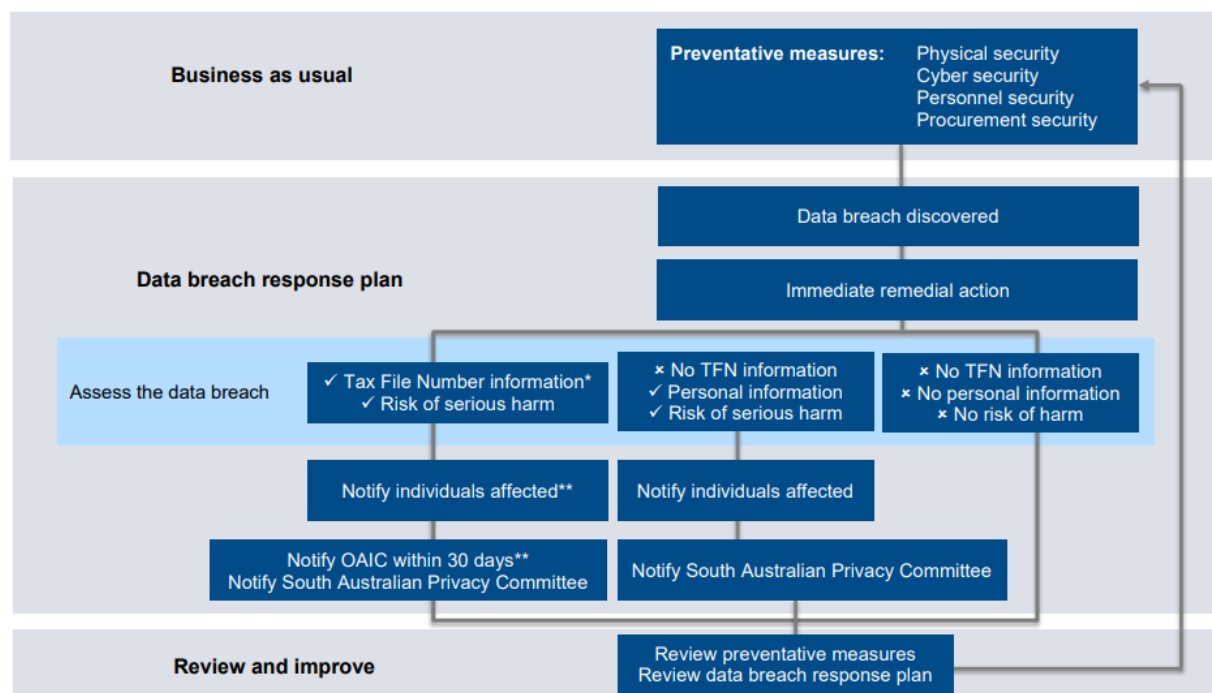 Business as usual
Preventative measures: Physical security
Cyber security
Personnel security
Procurement security
Data breach discovered
Data breach response plan
Immediate remedial action
Assess the data breach
✓ Tax File Number information*
✓ Risk of serious harm
× No TFN information
✓ Personal information
✓ Risk of serious harm
× No TFN information
× No personal information
× No risk of harm
Notify individuals affected**
Notify individuals affected
Notify OAIC within 30 days**
Notify South Australian Privacy Committee
Notify South Australian Privacy Committee
Review and improve
Review preventative measures
Review data breach response plan